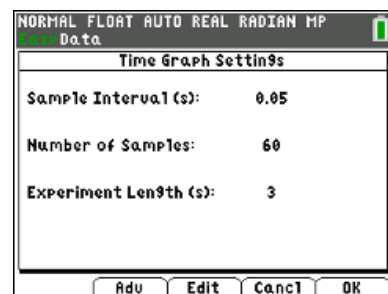 NORMAL FLOAT AUTO REAL RADIAN MP
EasyData
Time Graph Settings
Sample Interval (s): 0.05
Number of Samples: 60
Experiment Length (s): 3
Adv Edit Cancl OK